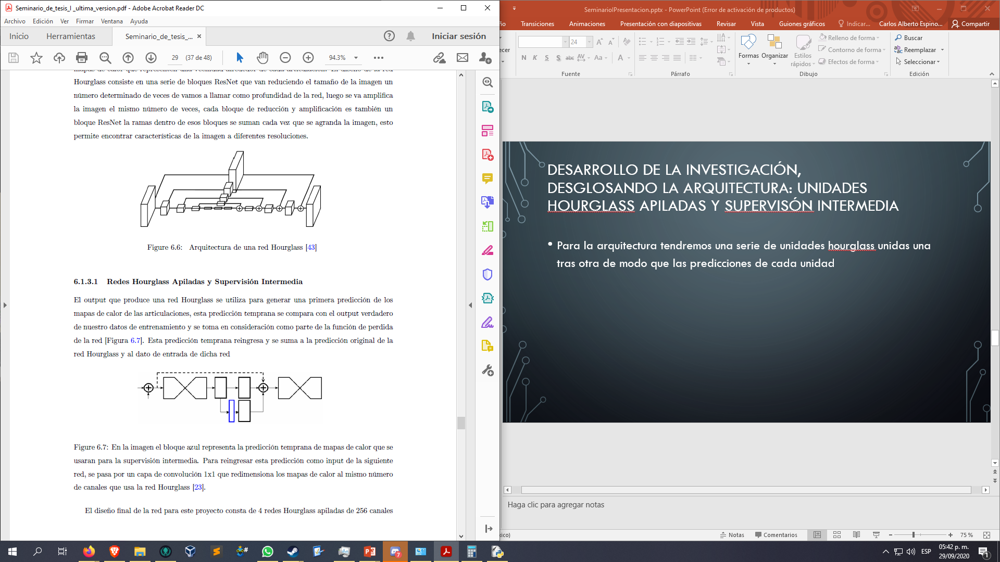 Seminario_de_tesis_I _ultima_version.pdf - Adobe Acrobat Reader DC
Archivo Edición Ver Firmar Ventana Ayuda
Inicio Herramientas Seminario_de_tesis_... Iniciar sesión
29 (37 de 48) 94.3%
Hourglass consiste en una serie de bloques ResNet que van reduciendo el tamaño de la imagen un
número determinado de veces de vamos a llamar como profundidad de la red, luego se va amplifica
la imagen el mismo número de veces, cada bloque de reducción y amplificación es también un
bloque ResNet la ramas dentro de esos bloques se suman cada vez que se agranda la imagen, esto
permite encontrar características de la imagen a diferentes resoluciones.
Figure 6.6: Arquitectura de una red Hourglass [43]
6.1.3.1 Redes Hourglass Apiladas y Supervisión Intermedia
El output que produce una red Hourglass se utiliza para generar una primera predicción de los
mapas de calor de las articulaciones, esta predicción temprana se compara con el output verdadero
de nuestro datos de entrenamiento y se toma en consideración como parte de la función de perdida
de la red [Figura 6.7]. Esta predicción temprana reingresa y se suma a la predicción original de la
red Hourglass y al dato de entrada de dicha red
Figure 6.7: En la imagen el bloque azul representa la predicción temprana de mapas de calor que se
usaran para la supervisión intermedia. Para reingresar esta predicción como input de la siguiente
red, se pasa por un capa de convolución 1x1 que redimensiona los mapas de calor al mismo número
de canales que usa la red Hourglass [23].
El diseño final de la red para este proyecto consta de 4 redes Hourglass apiladas de 256 canales
SeminarioIPresentacion.pptx - PowerPoint (Error de activación de productos)
ño Transiciones Animaciones Presentación con diapositivas Revisar Vista Guiones gráficos Indicar... Carlos Alberto Espino... Compartir
ecer
24
N K S S abc AV Aa A
Fuente
Párrafo
Formas Organizar Estilos rápidos
Relleno de forma
Contorno de forma
Efectos de forma
Dibujo
Buscar
Reemplazar
Seleccionar
Edición
DESARROLLO DE LA INVESTIGACIÓN,
DESGLOSANDO LA ARQUITECTURA: UNIDADES
HOURGLASS APILADAS Y SUPERVISÓN INTERMEDIA
• Para la arquitectura tendremos una serie de unidades hourglass unidas una
tras otra de modo que las predicciones de cada unidad
Haga clic para agregar notas
xico) Notas Comentarios 75 %
ESP
05:42 p. m.
29/09/2020